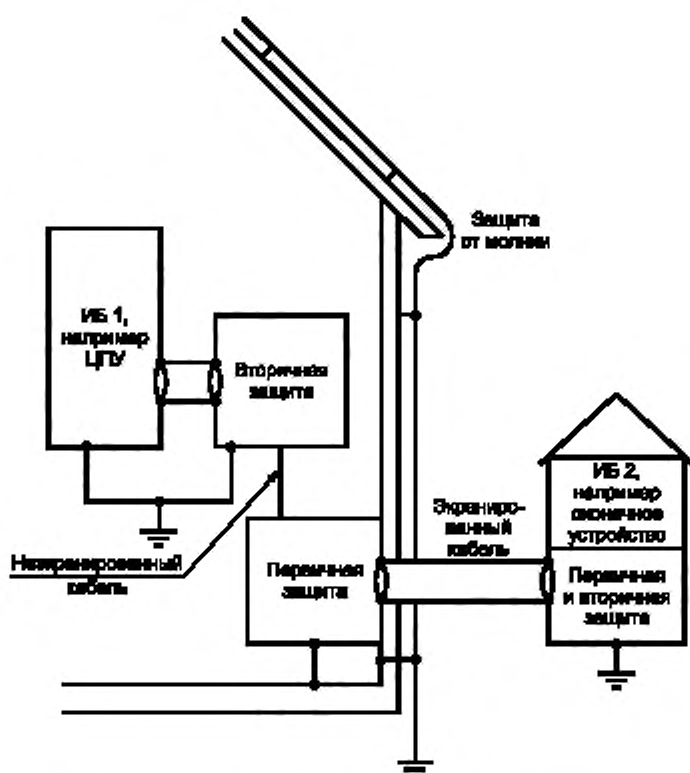 Защита
от молнии
ИБ 1,
например
ЦПУ
Вторичная
защита
ИБ 2,
например
оконечное
устройство
Экраниро-
ванный
кабель
Неэкранированный
кабель
Первичная
защита
Первичная
и вторичная
защита